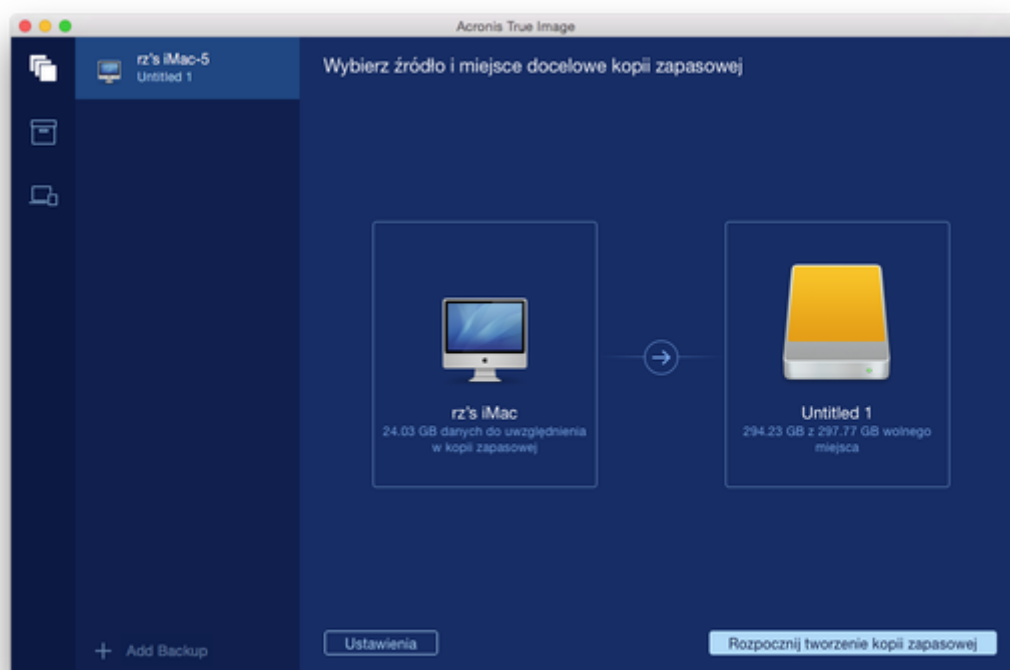 Acronis True Image
rz's iMac-5
Untitled 1
Wybierz źródło i miejsce docelowe kopii zapasowej
rz's iMac
24.03 GB danych do uwzględnienia
w kopii zapasowej
Untitled 1
294.23 GB z 297.77 GB wolnego
miejsca
Add Backup
Ustawienia
Rozpocznij tworzenie kopii zapasowej